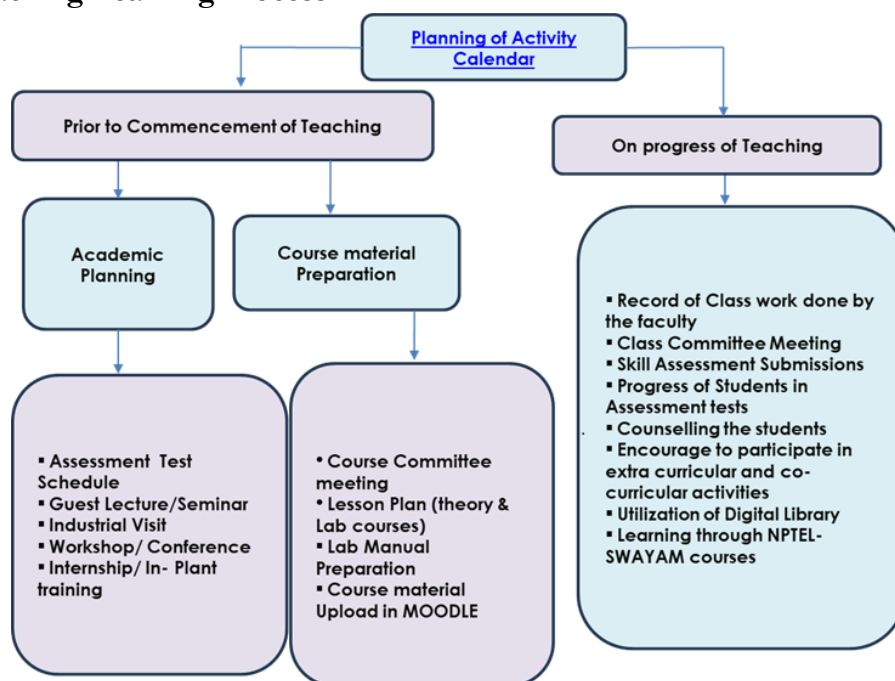 Planning of Activity
Calendar
Prior to Commencement of Teaching
On progress of Teaching
Academic
Planning
Course material
Preparation
▪ Assessment Test
Schedule
▪ Guest Lecture/Seminar
▪ Industrial Visit
▪ Workshop/ Conference
▪ Internship/ In- Plant
training
• Course Committee
meeting
▪ Lesson Plan (theory &
Lab courses)
▪ Lab Manual
Preparation
▪ Course material
Upload in MOODLE
▪ Record of Class work done by
the faculty
▪ Class Committee Meeting
▪ Skill Assessment Submissions
▪ Progress of Students in
Assessment tests
▪ Counselling the students
▪ Encourage to participate in
extra curricular and co-
curricular activities
▪ Utilization of Digital Library
▪ Learning through NPTEL-
SWAYAM courses